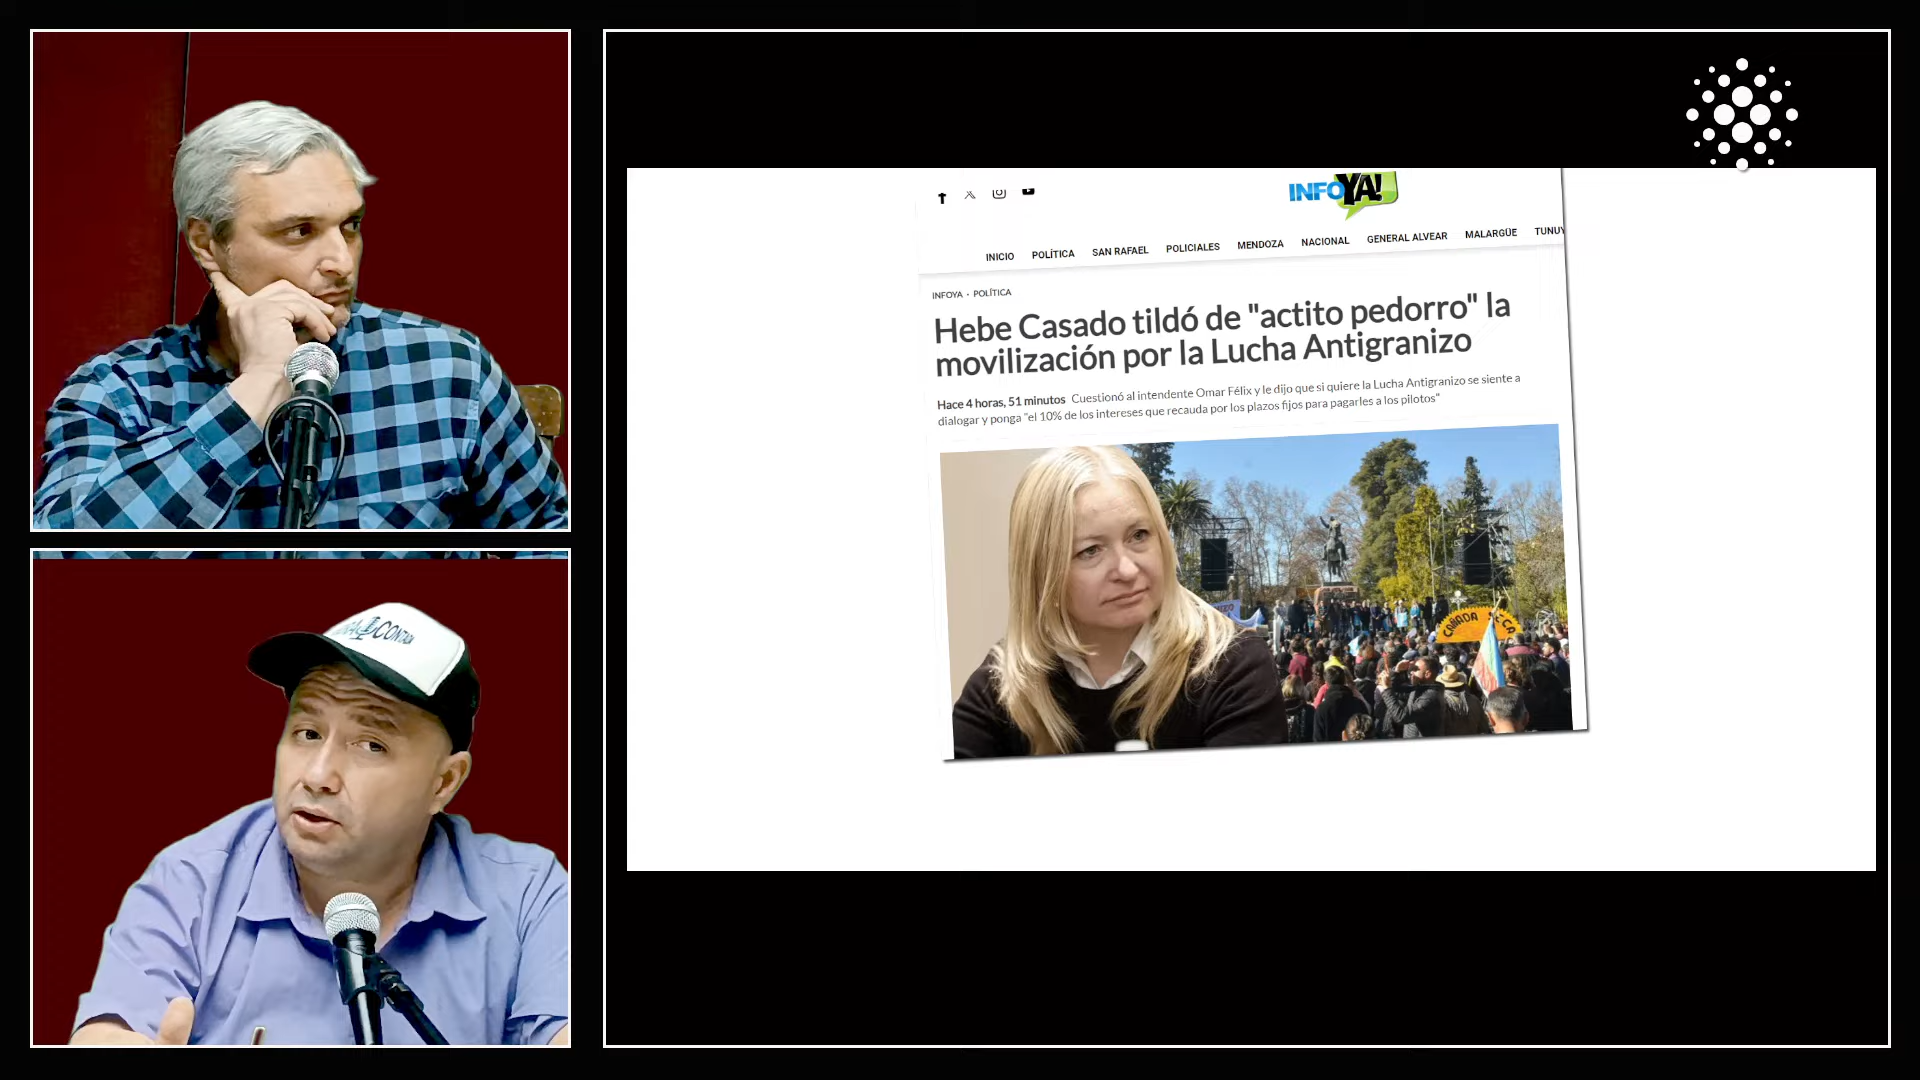 INFOYA!
INICIO POLÍTICA SAN RAFAEL POLICIALES MENDOZA NACIONAL GENERAL ALVEAR MALARGÜE
INFOYA • POLÍTICA
Hebe Casado tildó de "actito pedorro" la
movilización por la Lucha Antigranizo
Hace 4 horas, 51 minutos Cuestionó al intendente Omar Félix y le dijo que si quiere la Lucha Antigranizo se siente a
dialogar y ponga "el 10% de los intereses que recauda por los plazos fijos para pagarles a los pilotos"
CAÑADA SECA